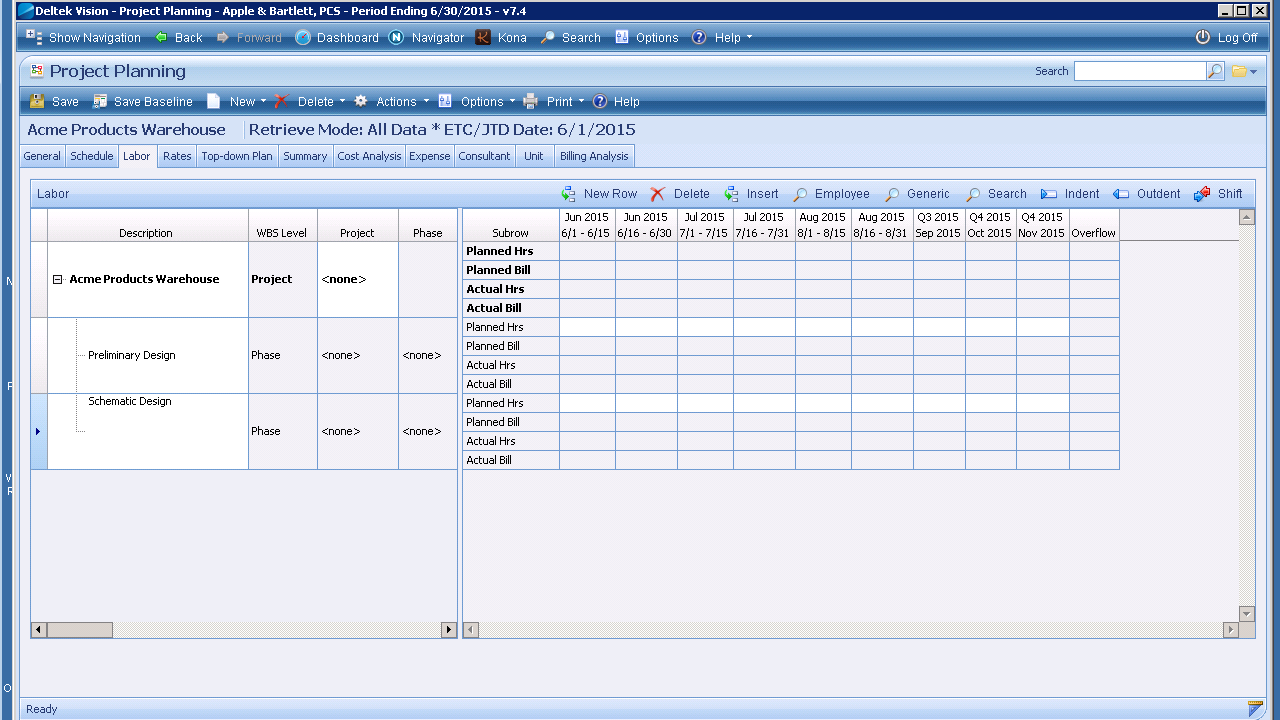 Deltek Vision - Project Planning - Apple & Bartlett, PCS - Period Ending 6/30/2015 - v7.4
Show Navigation Back Forward Dashboard Navigator Kona Search Options Help Log Off
Project Planning Search
Save Save Baseline New Delete Actions Options Print Help
Acme Products Warehouse Retrieve Mode: All Data * ETC/JTD Date: 6/1/2015
General Schedule Labor Rates Top-down Plan Summary Cost Analysis Expense Consultant Unit Billing Analysis
Labor New Row Delete Insert Employee Generic Search Indent Outdent Shift
Jun 2015 Jun 2015 Jul 2015 Jul 2015 Aug 2015 Aug 2015 Q3 2015 Q4 2015 Q4 2015
Description WBS Level Project Phase Subrow 6/1 - 6/15 6/16 - 6/30 7/1 - 7/15 7/16 - 7/31 8/1 - 8/15 8/16 - 8/31 Sep 2015 Oct 2015 Nov 2015 Overflow
Planned Hrs
Planned Bill
Acme Products Warehouse Project <none>
Actual Hrs
Actual Bill
Planned Hrs
Planned Bill
Preliminary Design Phase <none> <none>
Actual Hrs
Actual Bill
Schematic Design Planned Hrs
Planned Bill
Phase <none> <none>
Actual Hrs
Actual Bill
Ready